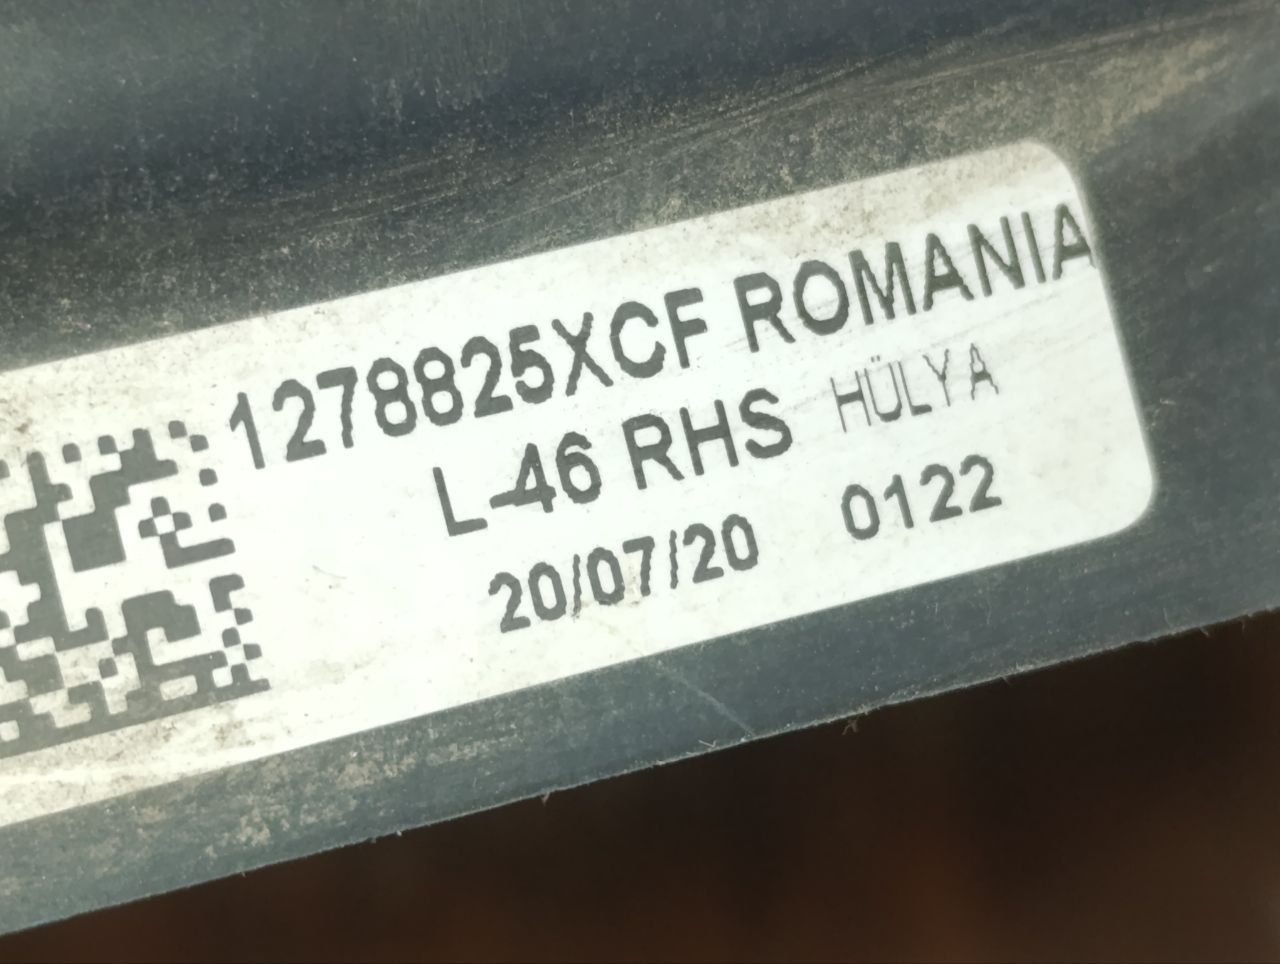 1278825XCF ROMANIA
L-46 RHS HÜLYA
20/07/20 0122